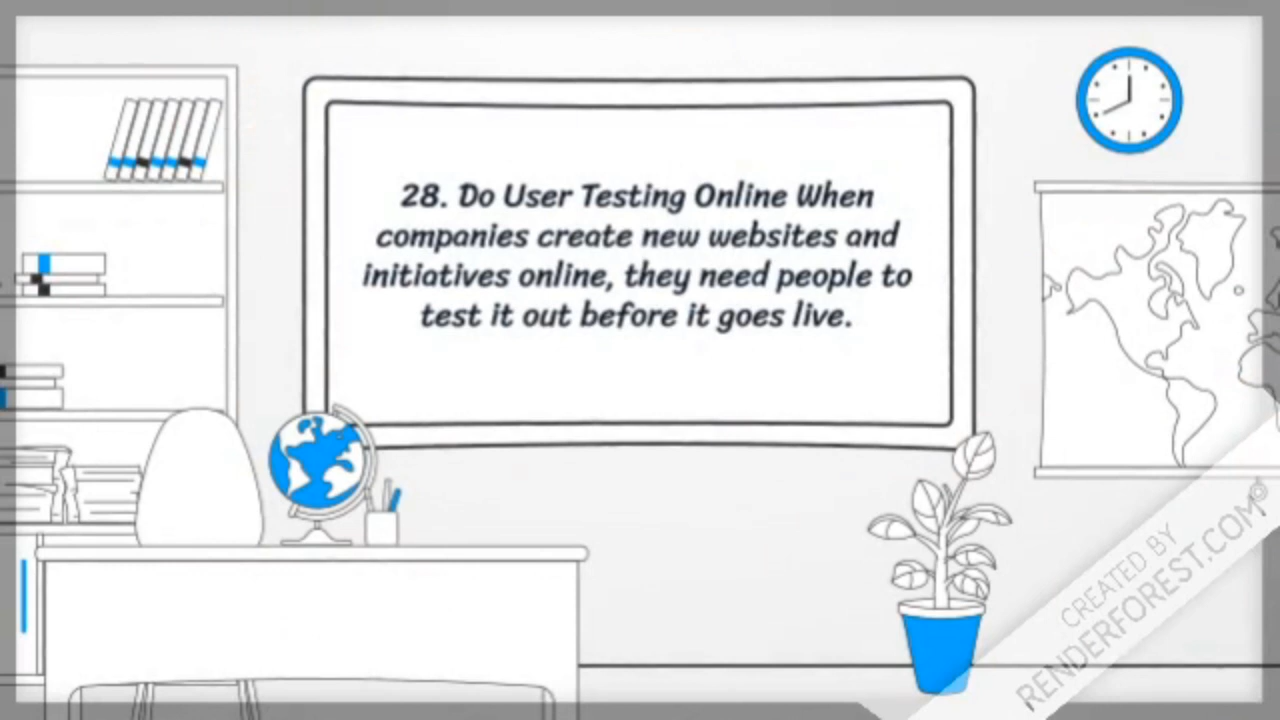 28. Do User Testing Online When
companies create new websites and
initiatives online, they need people to
test it out before it goes live.
CREATED BY
RENDERFOREST.COM